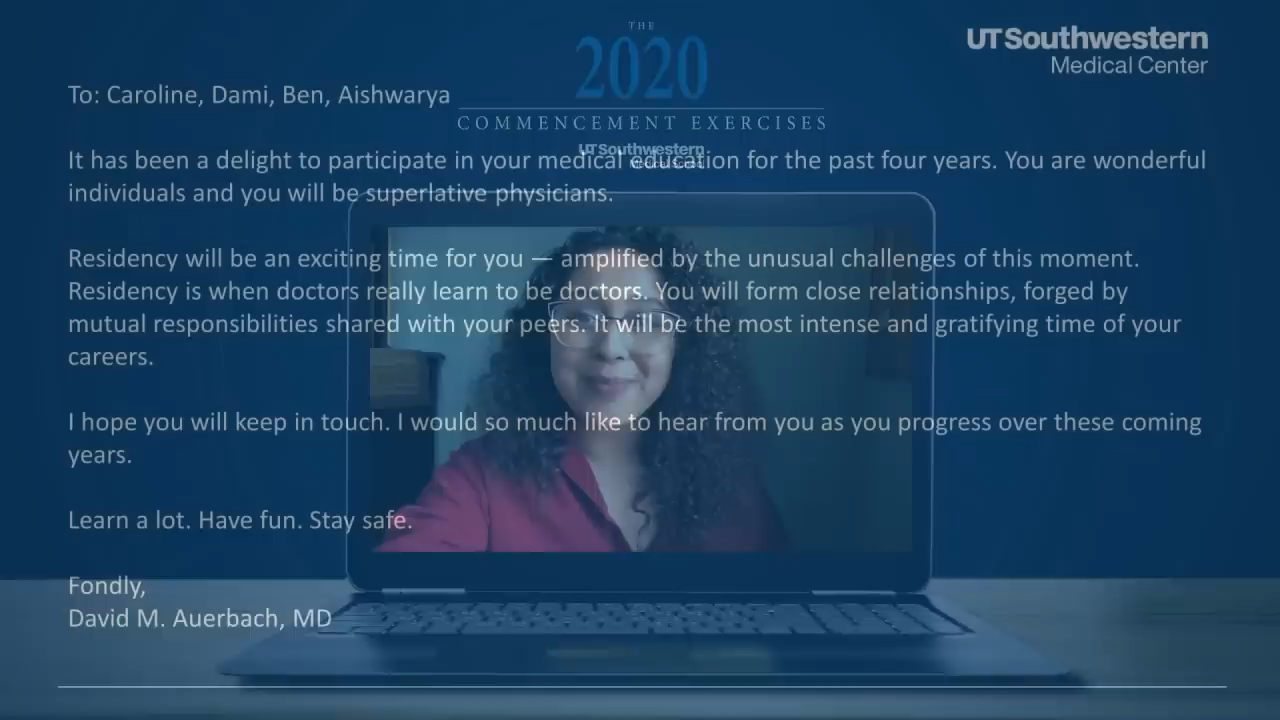 THE
2020
COMMENCEMENT EXERCISES
UTSouthwestern
UTSouthwestern
Medical Center
To: Caroline, Dami, Ben, Aishwarya
It has been a delight to participate in your medical education for the past four years. You are wonderful
individuals and you will be superlative physicians.
Residency will be an exciting time for you — amplified by the unusual challenges of this moment.
Residency is when doctors really learn to be doctors. You will form close relationships, forged by
mutual responsibilities shared with your peers. It will be the most intense and gratifying time of your
careers.
I hope you will keep in touch. I would so much like to hear from you as you progress over these coming
years.
Learn a lot. Have fun. Stay safe.
Fondly,
David M. Auerbach, MD